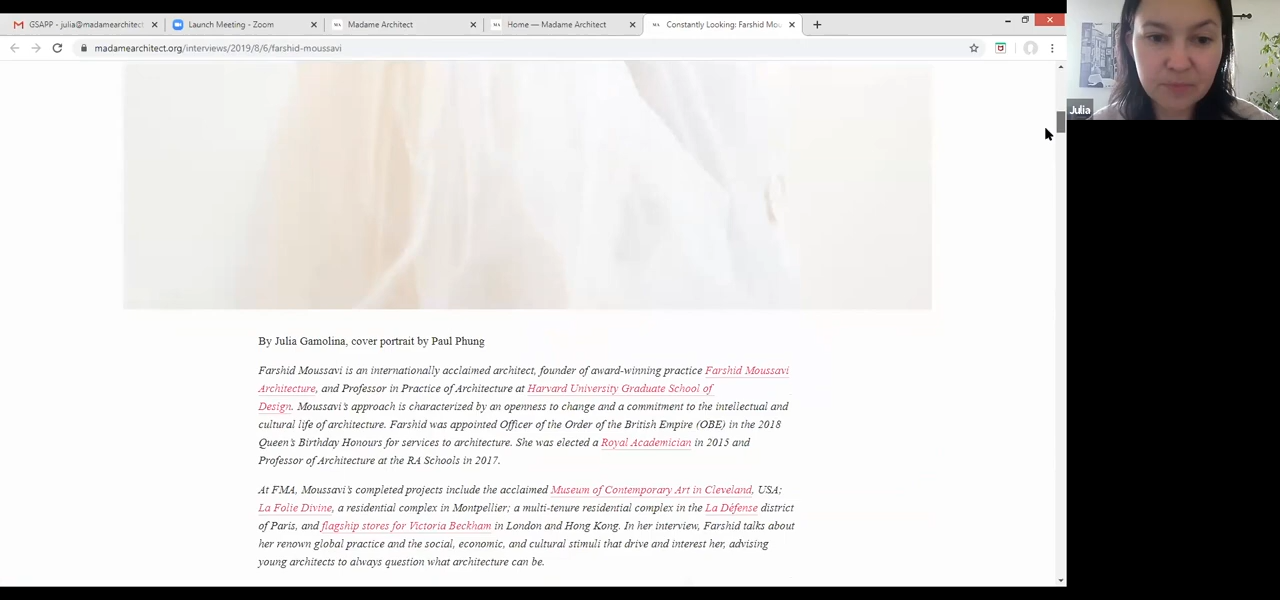 GSAPP - julia@madamearchitect
Launch Meeting - Zoom
Madame Architect
Home — Madame Architect
Constantly Looking: Farshid Mou
madamearchitect.org/interviews/2019/8/6/farshid-moussavi
Julia
By Julia Gamolina, cover portrait by Paul Phung
Farshid Moussavi is an internationally acclaimed architect, founder of award-winning practice Farshid Moussavi
Architecture, and Professor in Practice of Architecture at Harvard University Graduate School of
Design. Moussavi's approach is characterized by an openness to change and a commitment to the intellectual and
cultural life of architecture. Farshid was appointed Officer of the Order of the British Empire (OBE) in the 2018
Queen's Birthday Honours for services to architecture. She was elected a Royal Academician in 2015 and
Professor of Architecture at the RA Schools in 2017.
At FMA, Moussavi's completed projects include the acclaimed Museum of Contemporary Art in Cleveland, USA;
La Folie Divine, a residential complex in Montpellier; a multi-tenure residential complex in the La Défense district
of Paris, and flagship stores for Victoria Beckham in London and Hong Kong. In her interview, Farshid talks about
her renown global practice and the social, economic, and cultural stimuli that drive and interest her, advising
young architects to always question what architecture can be.